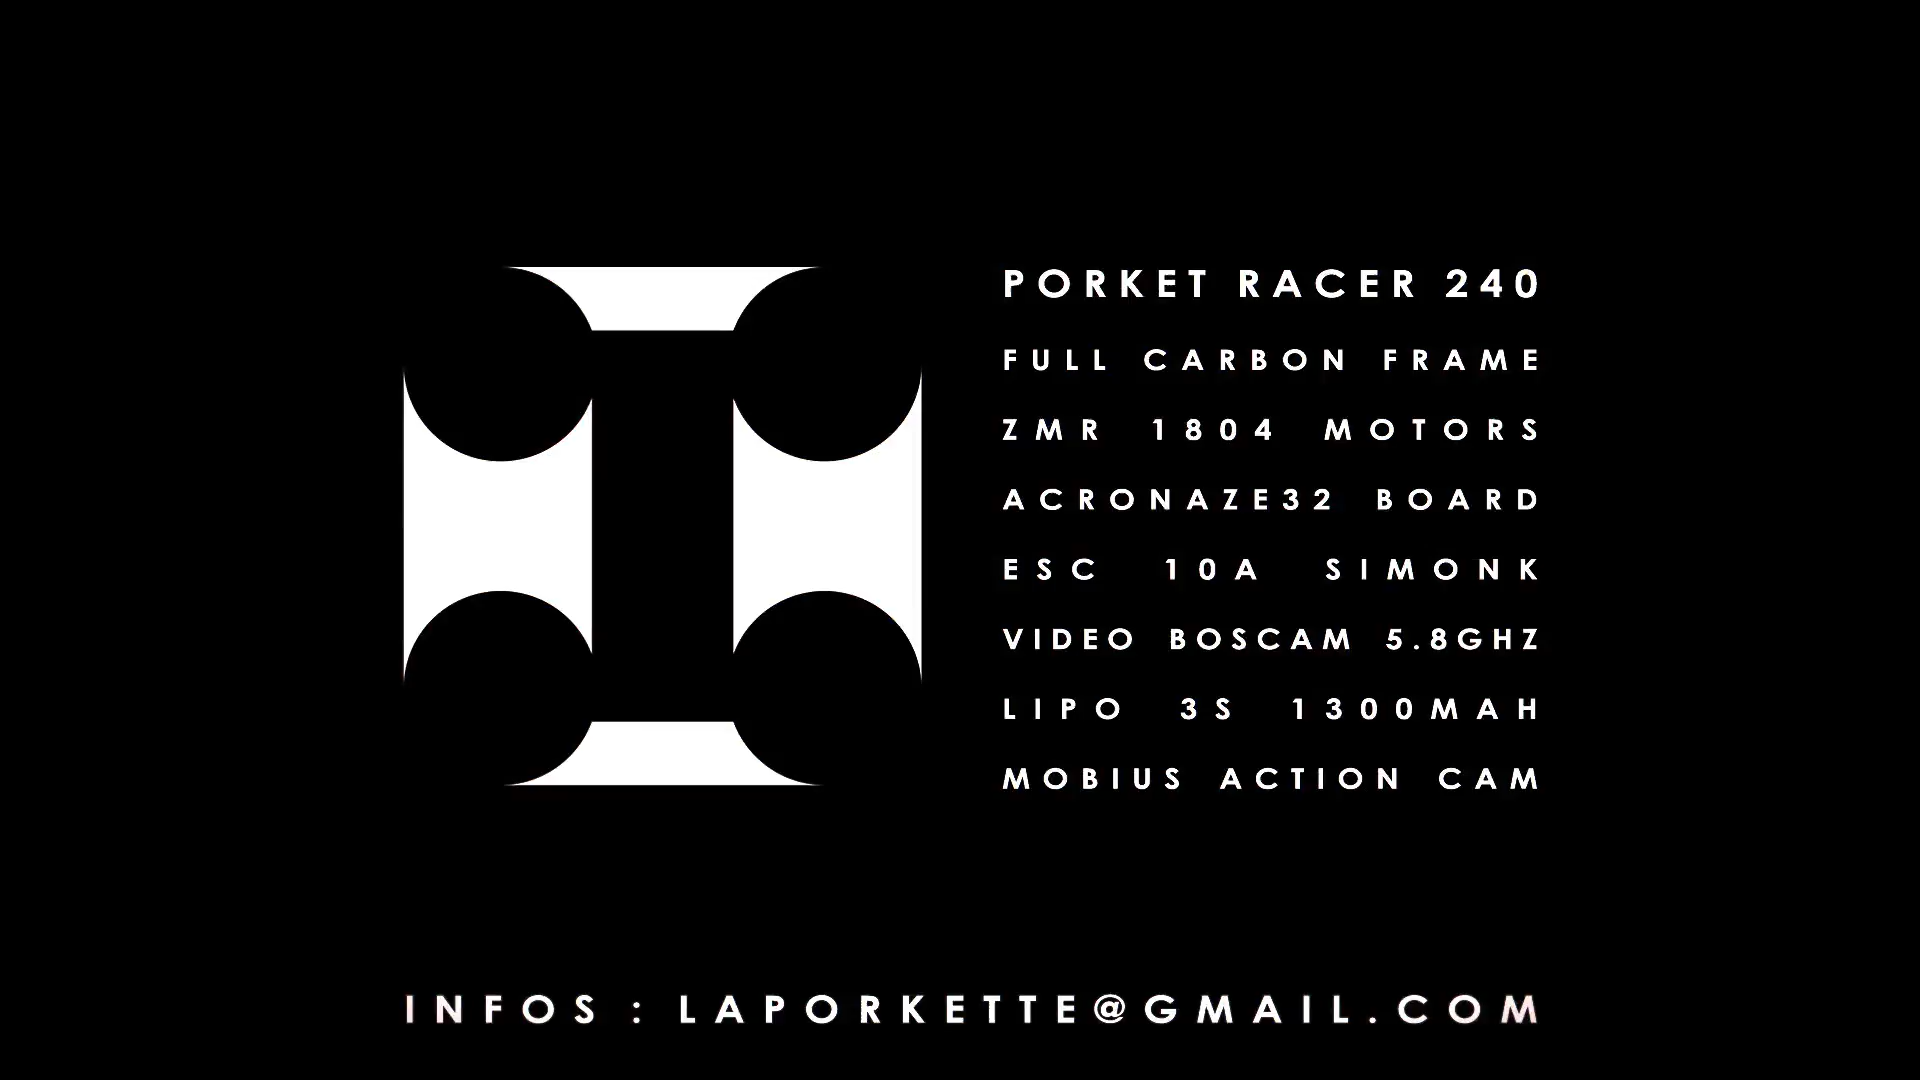 PORKET RACER 240
FULL CARBON FRAME
ZMR 1804 MOTORS
ACRONAZE32 BOARD
ESC 10A SIMONK
VIDEO BOSCAM 5.8GHZ
LIPO 3S 1300MAH
MOBIUS ACTION CAM
INFOS : LAPORKETTE@GMAIL.COM